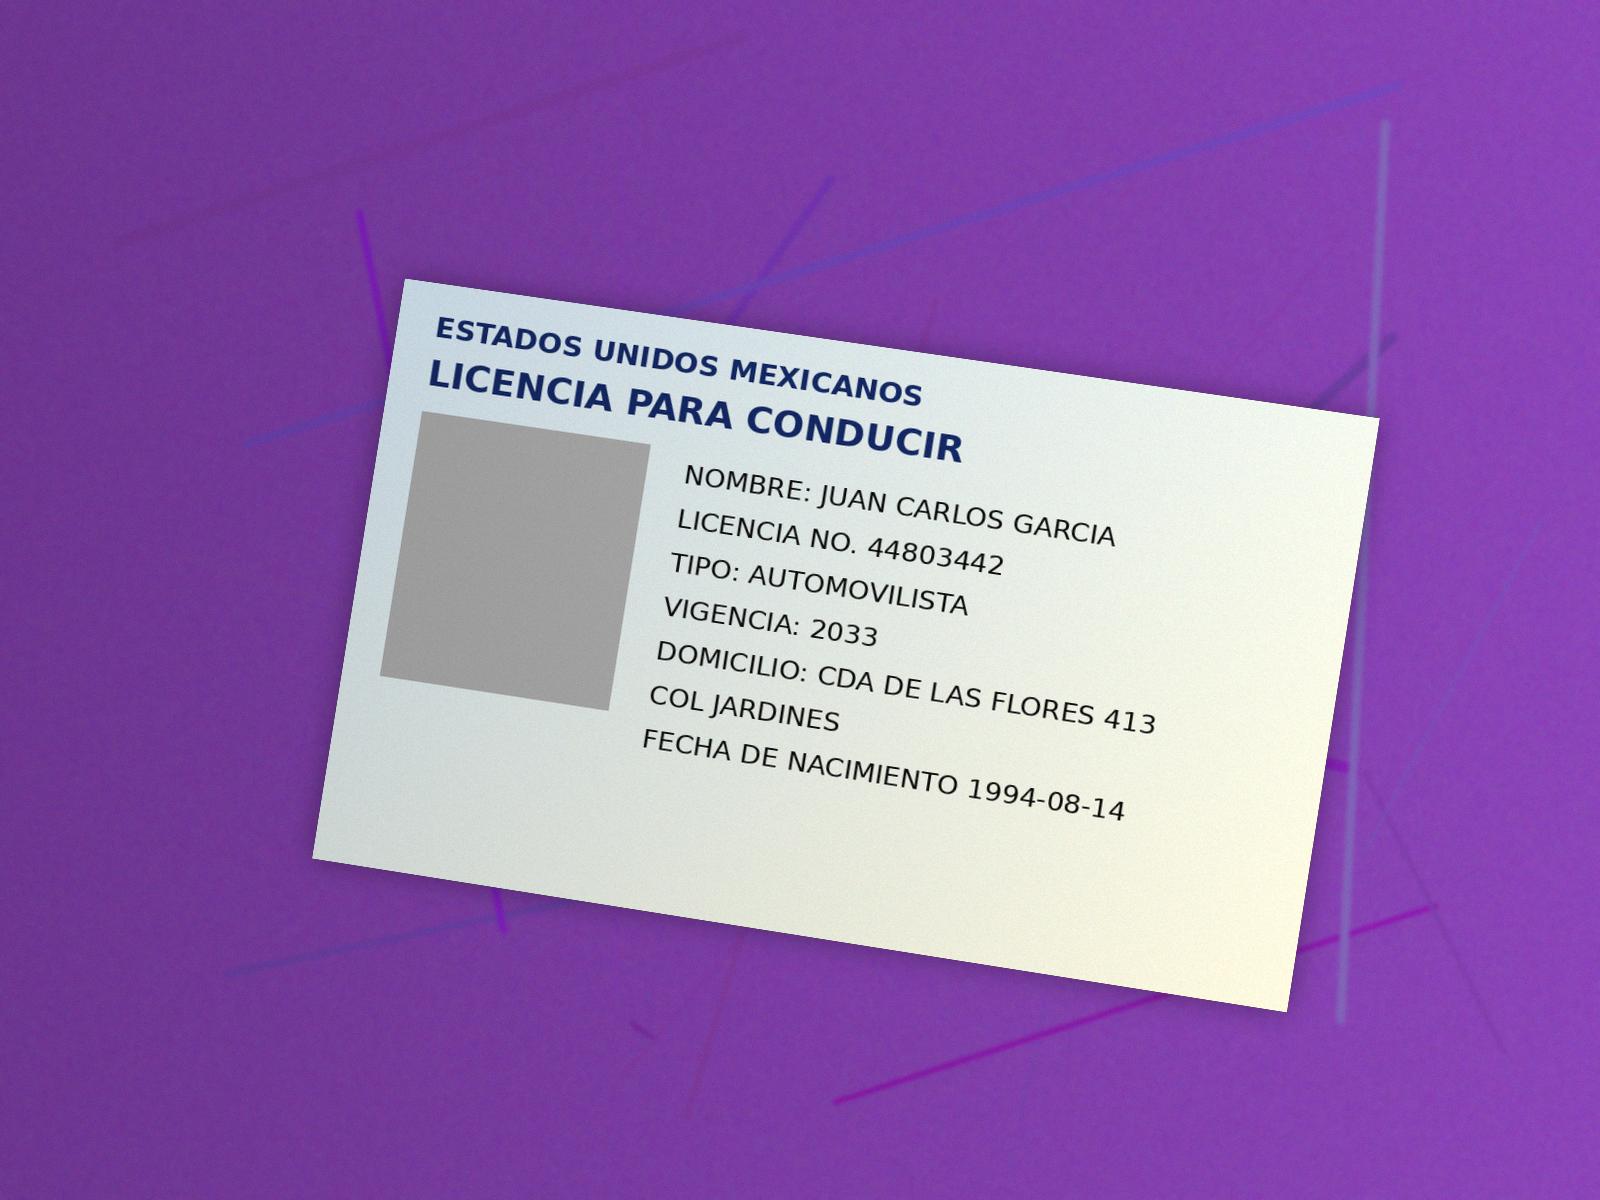 ESTADOS UNIDOS MEXICANOS
LICENCIA PARA CONDUCIR
NOMBRE: JUAN CARLOS GARCIA
LICENCIA NO. 44803442
TIPO: AUTOMOVILISTA
VIGENCIA: 2033
DOMICILIO: CDA DE LAS FLORES 413
COL JARDINES
FECHA DE NACIMIENTO 1994-08-14